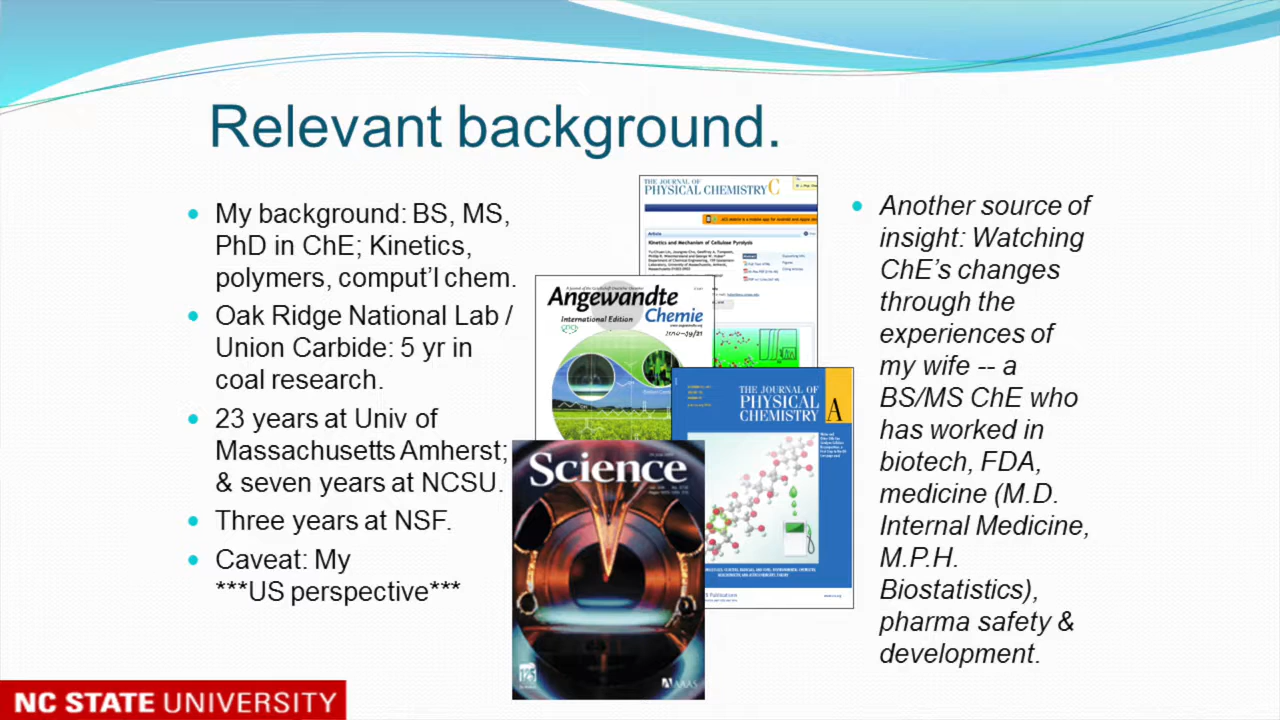 Relevant background.
My background: BS, MS,
PhD in ChE; Kinetics,
polymers, comput’l chem.
Oak Ridge National Lab /
Union Carbide: 5 yr in
coal research.
23 years at Univ of
Massachusetts Amherst;
& seven years at NCSU.
Three years at NSF.
Caveat: My
***US perspective***
THE JOURNAL OF
PHYSICAL CHEMISTRY C
Article
Kinetics and Mechanism of Cellulose Pyrolysis
Angewandte
International Edition
Chemie
THE JOURNAL OF
PHYSICAL
CHEMISTRY A
Science
AAAS
Another source of
insight: Watching
ChE’s changes
through the
experiences of
my wife -- a
BS/MS ChE who
has worked in
biotech, FDA,
medicine (M.D.
Internal Medicine,
M.P.H.
Biostatistics),
pharma safety &
development.
NC STATE UNIVERSITY